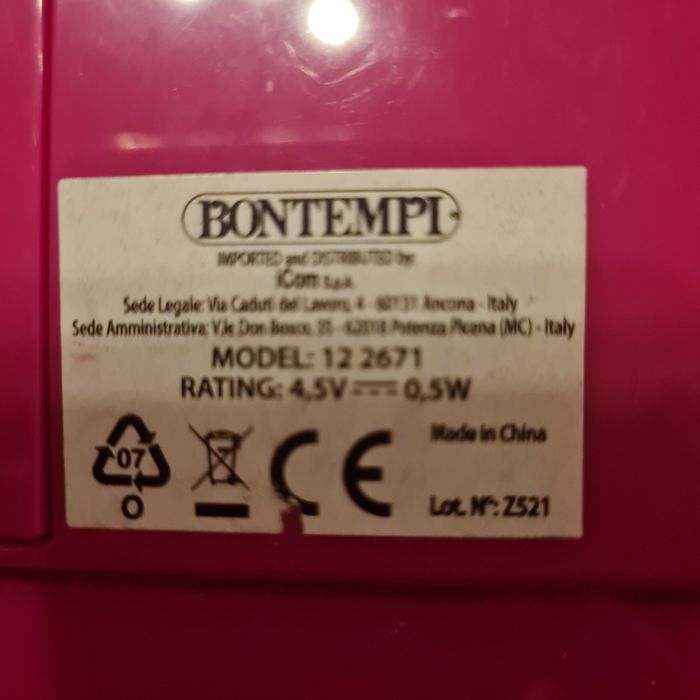 BONTEMPI
IMPORTED and DISTRIBUTED by:
iCom s.p.a.
Sede Legale: Via Caduti del Lavoro, 4 - 60131 Ancona - Italy
Sede Amministrativa: V.le Don Bosco, 35 - 62018 Potenza Picena (MC) - Italy
MODEL: 12 2671
RATING: 4,5V 0,5W
07
O
CE
Made in China
Lot. N°: Z521